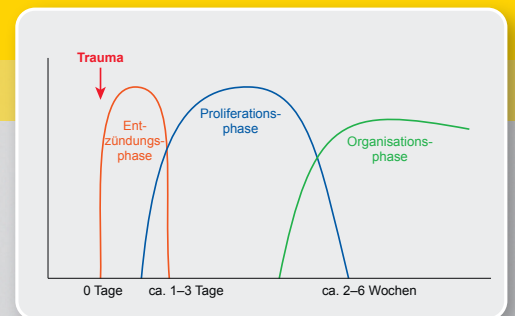 Trauma
Ent-
zündungs-
phase
Proliferations-
phase
Organisations-
phase
0 Tage
ca. 1–3 Tage
ca. 2–6 Wochen